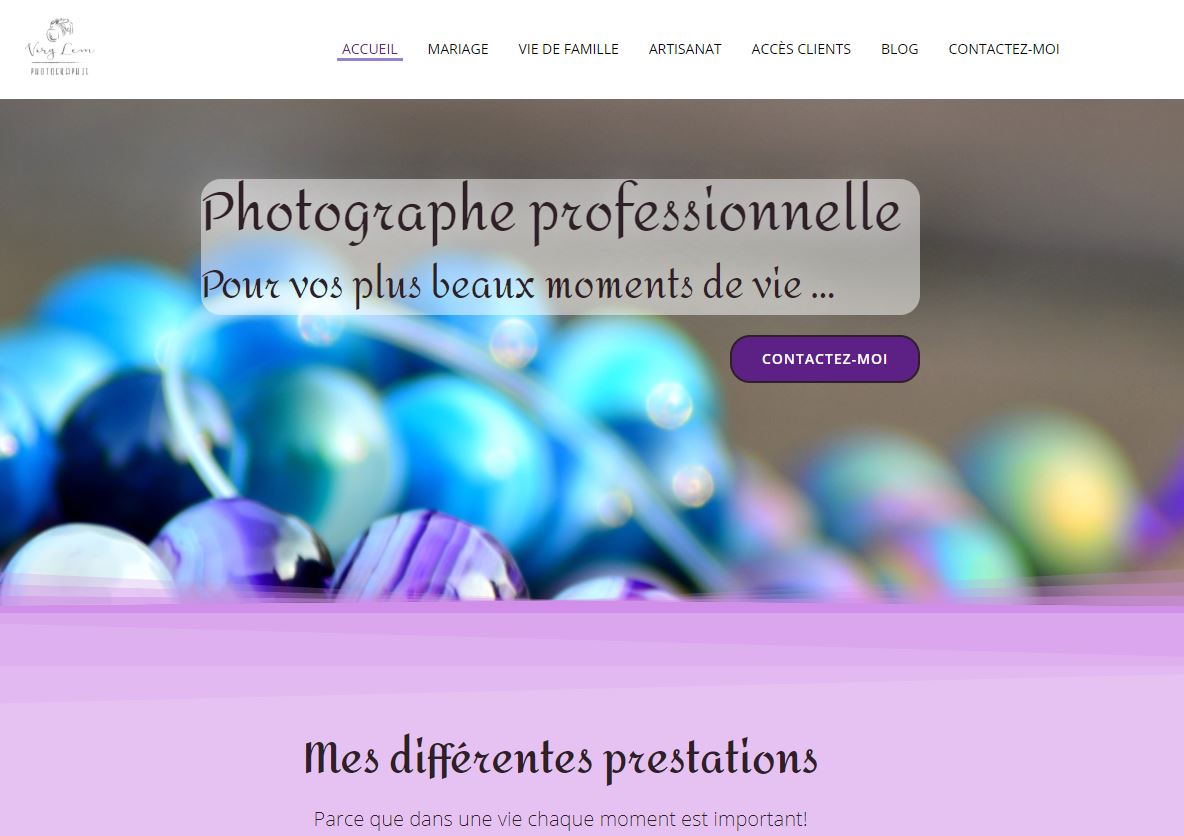 Virg Lem
PHOTOGRAPHIE
ACCUEIL MARIAGE VIE DE FAMILLE ARTISANAT ACCÈS CLIENTS BLOG CONTACTEZ-MOI
Photographe professionnelle
Pour vos plus beaux moments de vie ...
CONTACTEZ-MOI
Mes différentes prestations
Parce que dans une vie chaque moment est important!